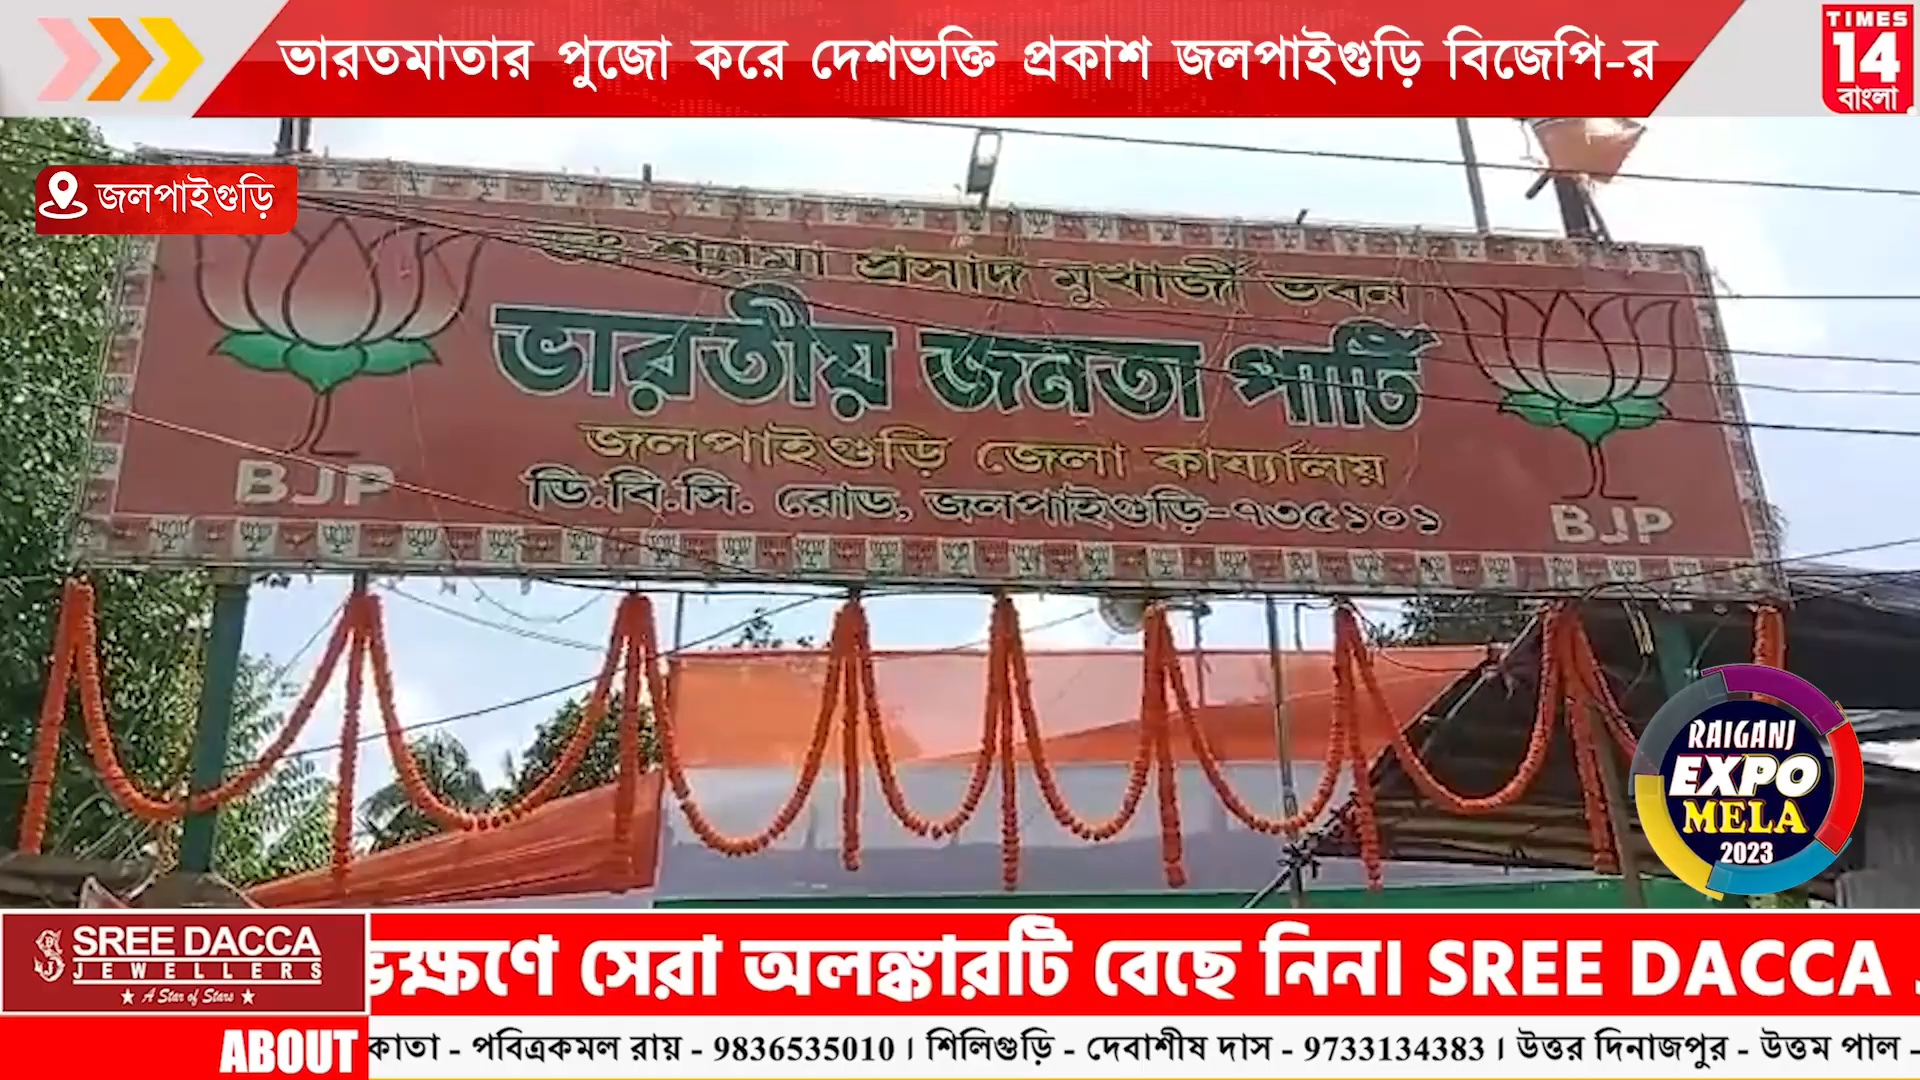 ভারতমাতার পুজো করে দেশভক্তি প্রকাশ জলপাইগুড়ি বিজেপি-র
TIMES
14
বাংলা
জলপাইগুড়ি
ডঃ শ্যামা প্রসাদ মুখার্জী ভবন
ভারতীয় জনতা পার্টি
জলপাইগুড়ি জেলা কার্য্যালয়
ডি.বি.সি. রোড, জলপাইগুড়ি-৭৩৫১০১
BJP
BJP
RAIGANJ
EXPO
MELA
2023
SREE DACCA
JEWELLERS
A Star of Stars
ভক্ষণে সেরা অলঙ্কারটি বেছে নিন। SREE DACCA
ABOUT
কাতা - পবিত্রকমল রায় - 9836535010 । শিলিগুড়ি - দেবাশীষ দাস - 9733134383 । উত্তর দিনাজপুর - উত্তম পাল -